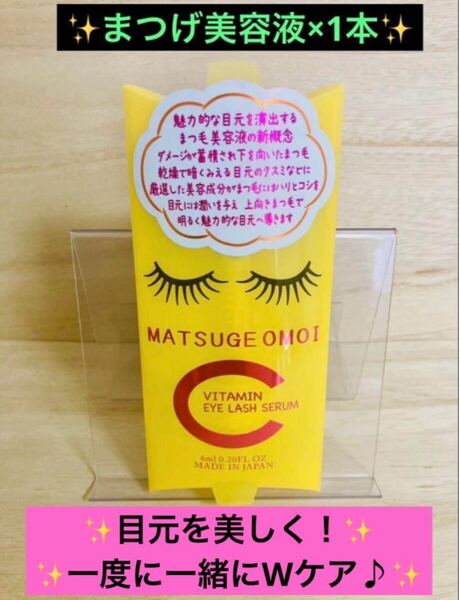 ✨まつげ美容液×1本✨
魅力的な目元を演出する
まつ毛美容液の新概念
ダメージが蓄積され下を向いたまつ毛
乾燥で暗くみえる目元のクスミなどに
厳選した美容成分がまつ毛にはハリとコシを
目元には潤いを与え 上向きまつ毛で
明るく魅力的な目元へ導きます
MATSUGE OMOI
C
VITAMIN
EYE LASH SERUM
6ml 0.20FL OZ
MADE IN JAPAN
✨目元を美しく！✨
✨一度に一緒にWケア♪✨